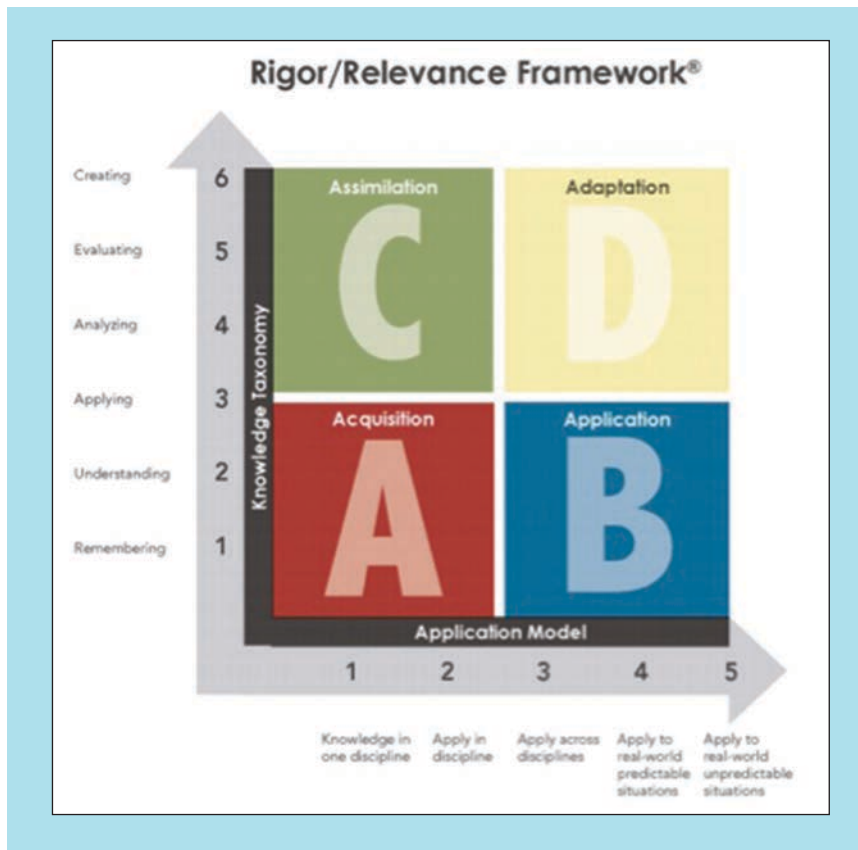 Rigor/Relevance Framework®
Creating
6
Assimilation
Adaptation
C
D
Evaluating
5
Analyzing
4
Applying
3
Knowledge Taxonomy
Acquisition
Application
A
B
Understanding
2
Remembering
1
Application Model
1 2 3 4 5
Knowledge in
one discipline
Apply in
discipline
Apply across
disciplines
Apply to
real-world
predictable
situations
Apply to
real-world
unpredictable
situations